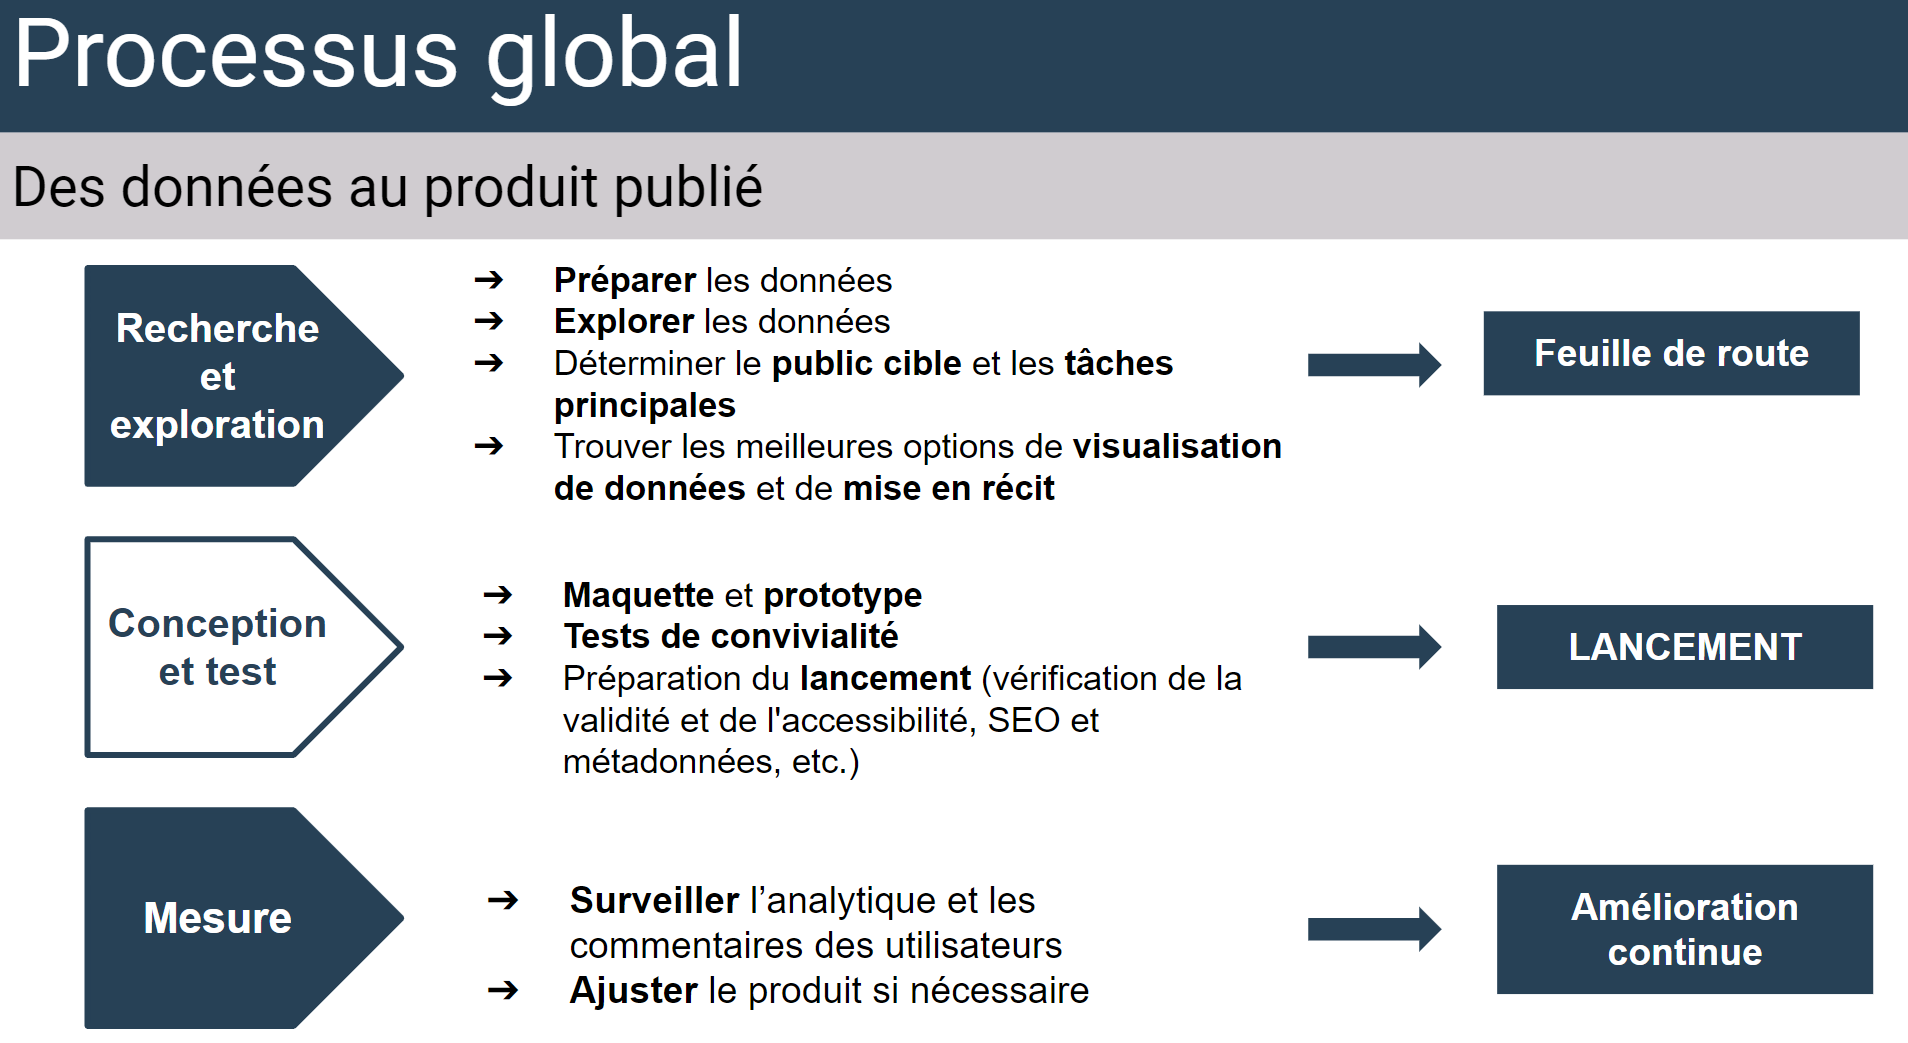 Processus global
Des données au produit publié
Recherche
et
exploration
➔ Préparer les données
➔ Explorer les données
➔ Déterminer le public cible et les tâches
principales
➔ Trouver les meilleures options de visualisation
de données et de mise en récit
Feuille de route
Conception
et test
➔ Maquette et prototype
➔ Tests de convivialité
➔ Préparation du lancement (vérification de la
validité et de l'accessibilité, SEO et
métadonnées, etc.)
LANCEMENT
Mesure
➔ Surveiller l’analytique et les
commentaires des utilisateurs
➔ Ajuster le produit si nécessaire
Amélioration
continue